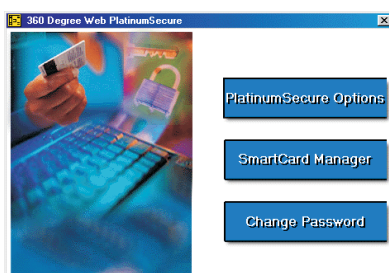 360 Degree Web PlatinumSecure
PlatinumSecure Options
SmartCard Manager
Change Password